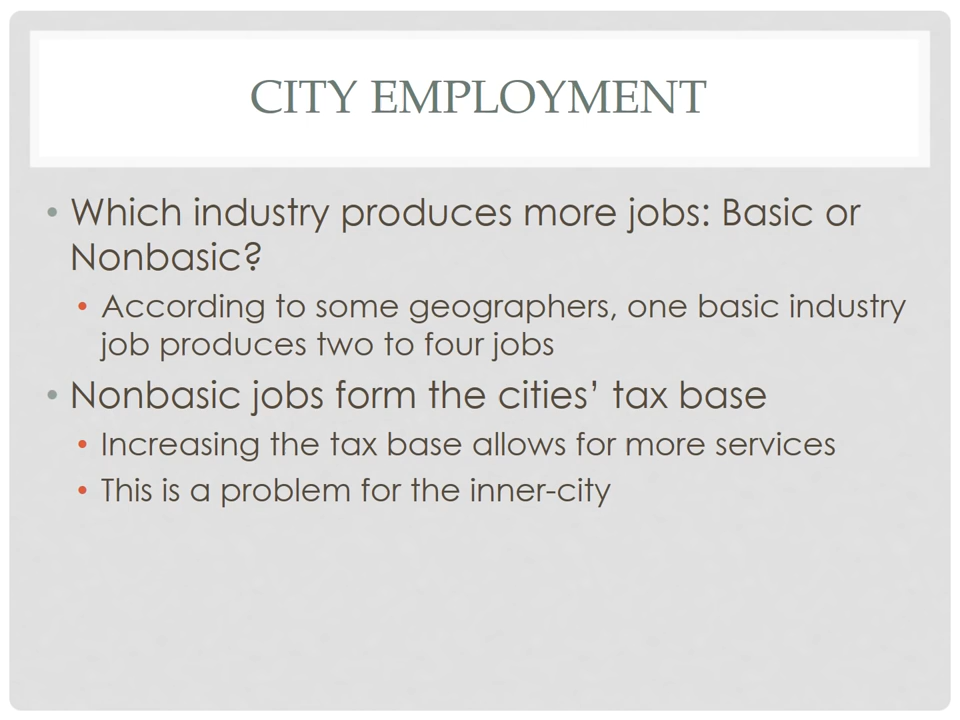 CITY EMPLOYMENT
• Which industry produces more jobs: Basic or
Nonbasic?
• According to some geographers, one basic industry
job produces two to four jobs
• Nonbasic jobs form the cities’ tax base
• Increasing the tax base allows for more services
• This is a problem for the inner-city